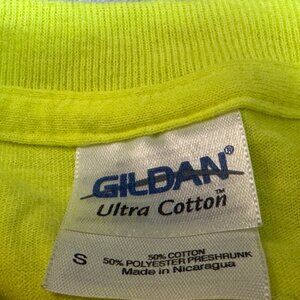 GILDAN®
Ultra Cotton™
S
50% COTTON
50% POLYESTER PRESHRUNK
Made in Nicaragua